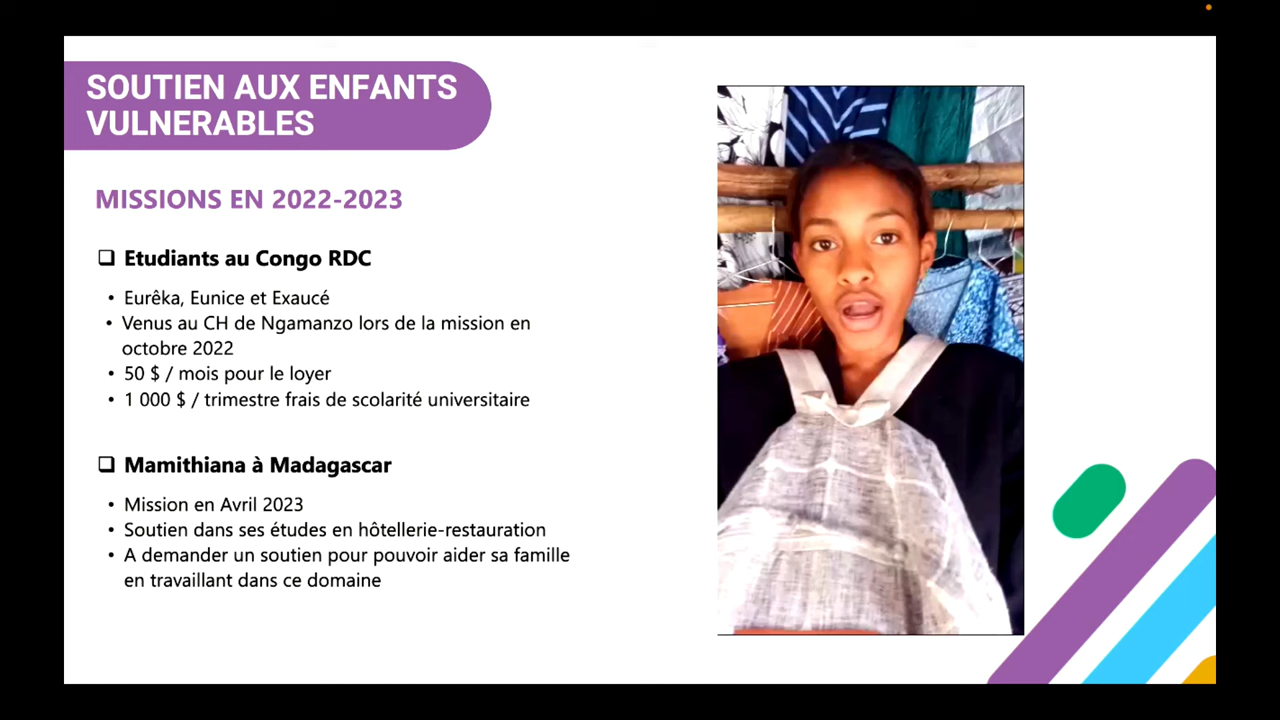 SOUTIEN AUX ENFANTS
VULNERABLES
MISSIONS EN 2022-2023
Etudiants au Congo RDC
• Eurêka, Eunice et Exaucé
• Venus au CH de Ngamanzo lors de la mission en
octobre 2022
• 50 $ / mois pour le loyer
• 1 000 $ / trimestre frais de scolarité universitaire
Mamithiana à Madagascar
• Mission en Avril 2023
• Soutien dans ses études en hôtellerie-restauration
• A demander un soutien pour pouvoir aider sa famille
en travaillant dans ce domaine